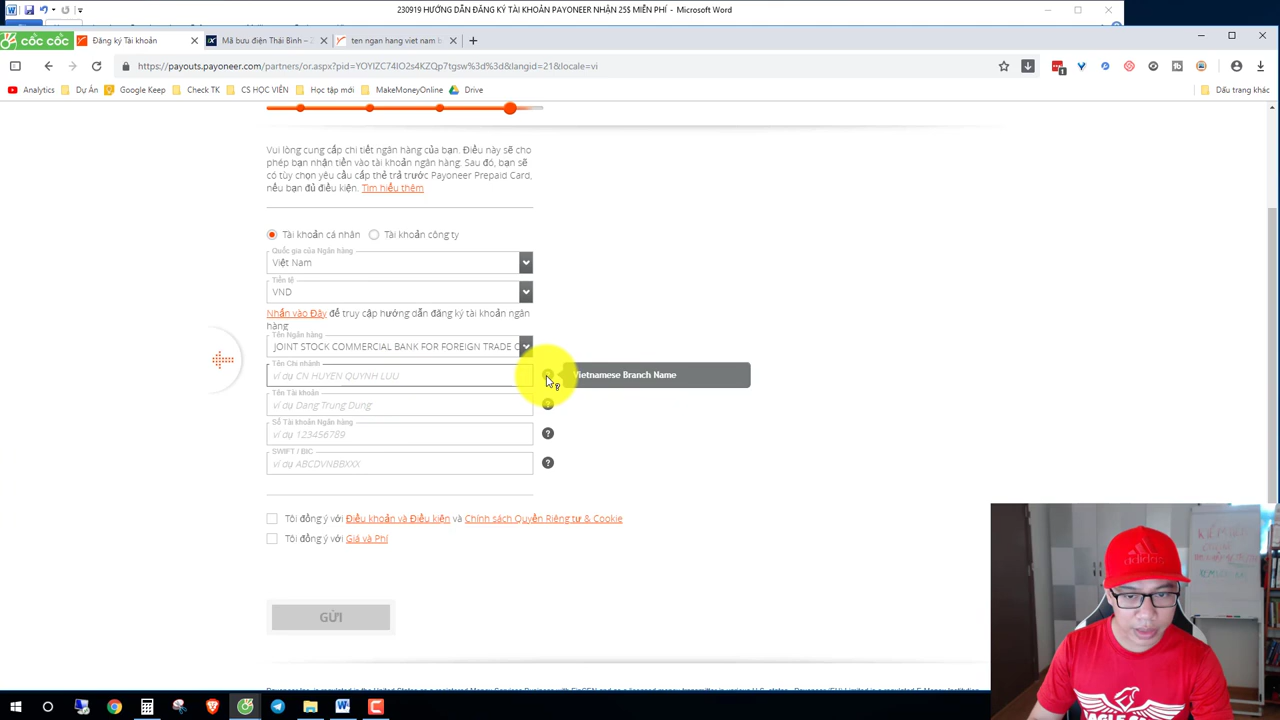 230919 HƯỚNG DẪN ĐĂNG KÝ TÀI KHOẢN PAYONEER NHẬN 25$ MIỄN PHÍ - Microsoft Word
CỐC CỐC
Đăng ký Tài khoản
Mã bưu điện Thái Bình – 
ten ngan hang viet nam b
https://payouts.payoneer.com/partners/or.aspx?pid=YOYIZC74IO2s4KZQp7tgsw%3d%3d&langid=21&locale=vi
Analytics
Dự Án
Google Keep
Check TK
CS HỌC VIÊN
Học tập mới
MakeMoneyOnline
Drive
Dấu trang khác
Vui lòng cung cấp chi tiết ngân hàng của bạn. Điều này sẽ cho
phép bạn nhận tiền vào tài khoản ngân hàng. Sau đó, bạn sẽ
có tùy chọn yêu cầu cấp thẻ trả trước Payoneer Prepaid Card,
nếu bạn đủ điều kiện. Tìm hiểu thêm
Tài khoản cá nhân
Tài khoản công ty
Quốc gia của Ngân hàng
Việt Nam
Tiền tệ
VND
Nhấn vào Đây để truy cập hướng dẫn đăng ký tài khoản ngân
hàng
Tên Ngân hàng
JOINT STOCK COMMERCIAL BANK FOR FOREIGN TRADE O
Tên Chi nhánh
ví dụ CN HUYEN QUYNH LUU
Vietnamese Branch Name
Tên Tài khoản
ví dụ Dang Trung Dung
?
Số Tài khoản Ngân hàng
ví dụ 123456789
?
SWIFT / BIC
ví dụ ABCDVNBBXXX
?
Tôi đồng ý với Điều khoản và Điều kiện và Chính sách Quyền Riêng tư & Cookie
Tôi đồng ý với Giá và Phí
GỬI
adidas